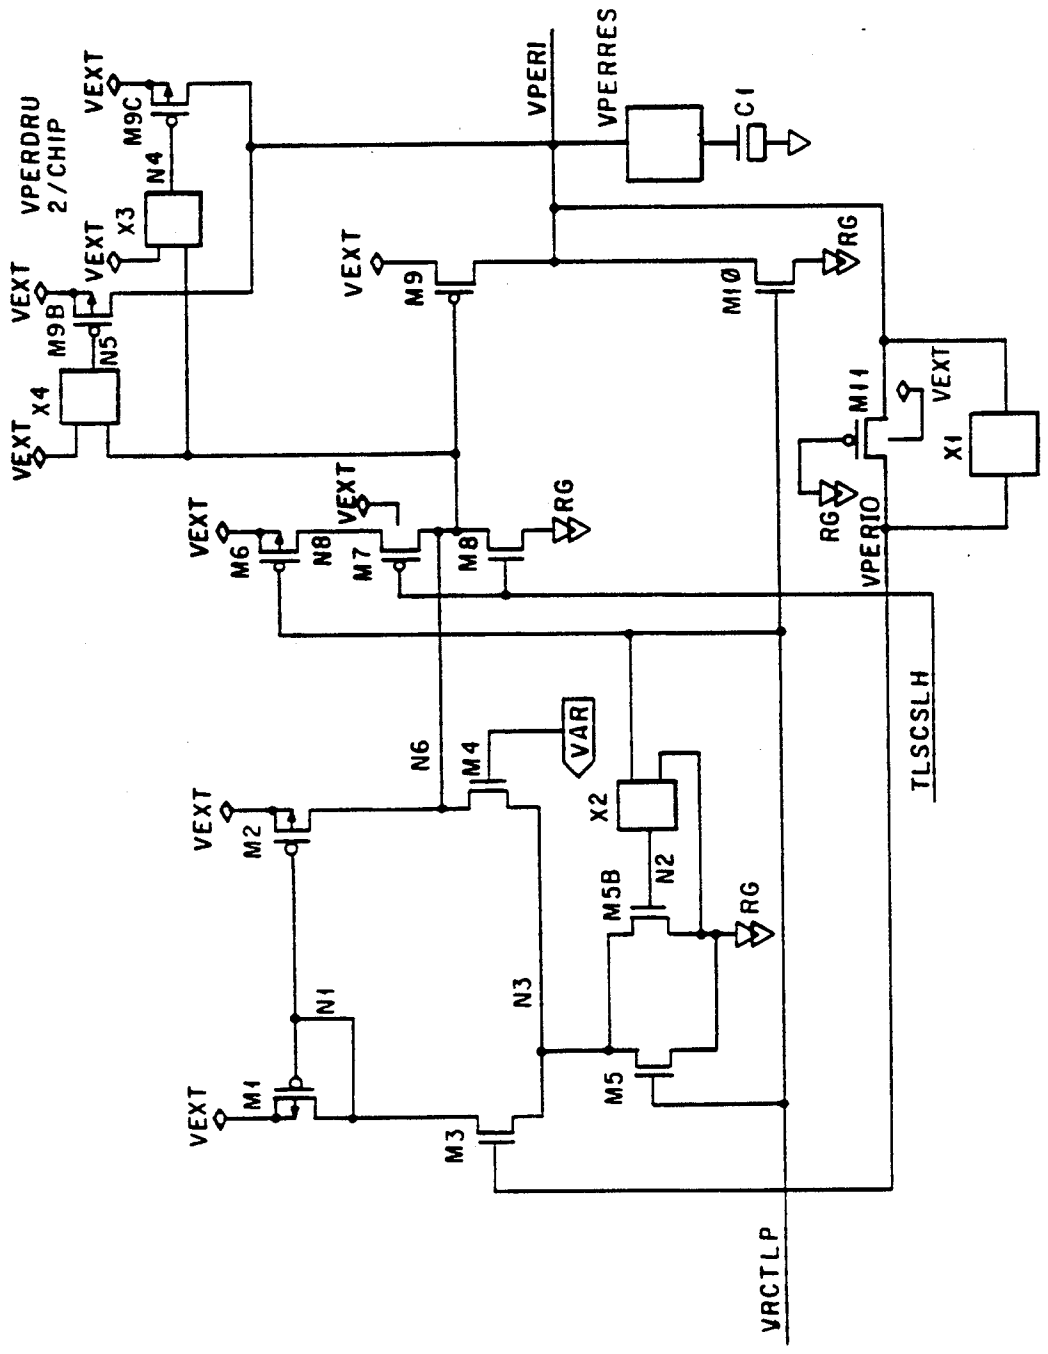 VPERDRU
2/CHIP
VEXT
M9C
N4
X3
VEXT
VEXT
M9B
N5
X4
VEXT
VPERI
VPERRES
C1
VEXT
M9
M10
RG
VEXT
M6
N8
VEXT
M7
M8
RG
M11
VEXT
X1
RG
VPERIO
TLSCSLH
N6
M4
VAR
VEXT
M2
X2
N2
M5B
RG
N1
N3
VEXT
M1
M3
M5
VRCTLP